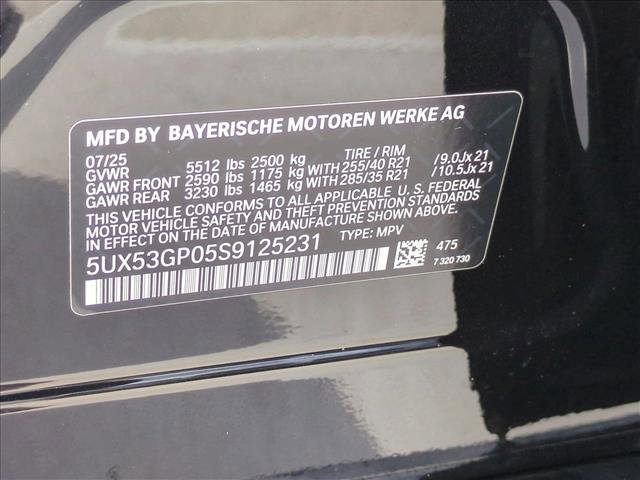 MFD BY BAYERISCHE MOTOREN WERKE AG
07/25 TIRE / RIM
GVWR 5512 lbs 2500 kg
GAWR FRONT 2590 lbs 1175 kg WITH 255/40 R21 /9.0Jx21
GAWR REAR 3230 lbs 1465 kg WITH 285/35 R21 /10.5Jx21
THIS VEHICLE CONFORMS TO ALL APPLICABLE U.S. FEDERAL
MOTOR VEHICLE SAFETY AND THEFT PREVENTION STANDARDS
IN EFFECT ON THE DATE OF MANUFACTURE SHOWN ABOVE.
5UX53GP05S9125231 TYPE: MPV 475
7 320 730